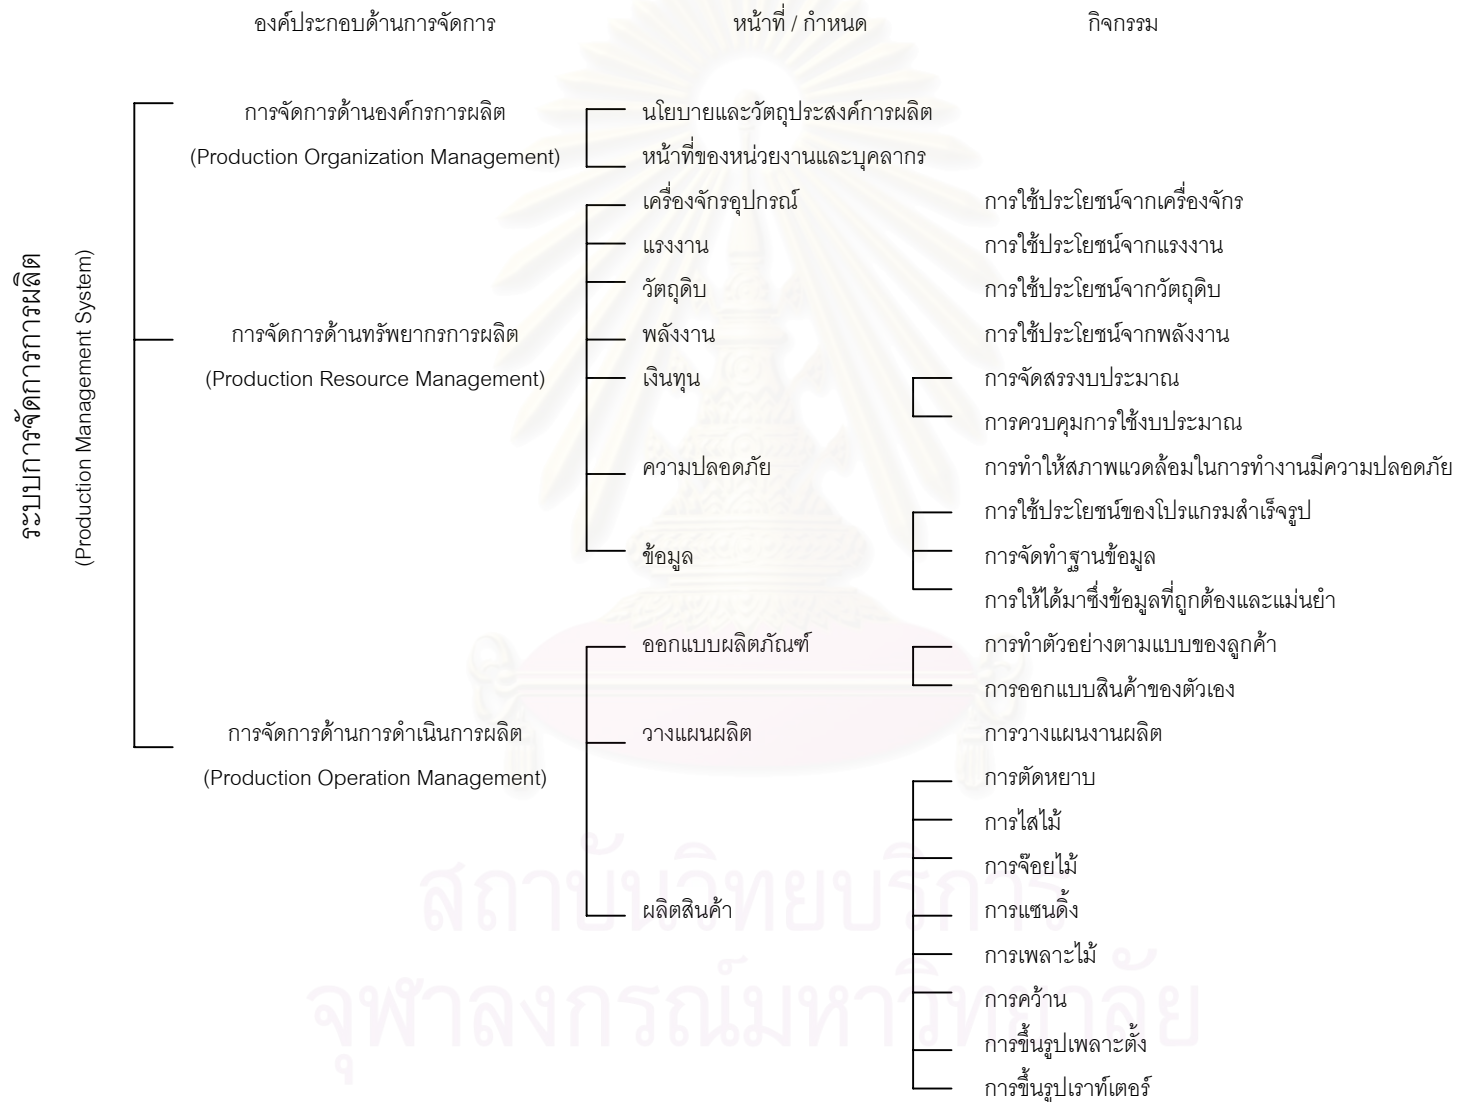 องค์ประกอบด้านการจัดการ หน้าที่ / กำหนด กิจกรรม
ระบบการจัดการการผลิต
(Production Management System)
การจัดการด้านองค์กรการผลิต นโยบายและวัตถุประสงค์การผลิต
(Production Organization Management) หน้าที่ของหน่วยงานและบุคลากร
เครื่องจักรอุปกรณ์ การใช้ประโยชน์จากเครื่องจักร
แรงงาน การใช้ประโยชน์จากแรงงาน
วัตถุดิบ การใช้ประโยชน์จากวัตถุดิบ
การจัดการด้านทรัพยากรการผลิต พลังงาน การใช้ประโยชน์จากพลังงาน
(Production Resource Management) เงินทุน การจัดสรรงบประมาณ
การควบคุมการใช้งบประมาณ
ความปลอดภัย การทำให้สภาพแวดล้อมในการทำงานมีความปลอดภัย
การใช้ประโยชน์ของโปรแกรมสำเร็จรูป
ข้อมูล การจัดทำฐานข้อมูล
การให้ได้มาซึ่งข้อมูลที่ถูกต้องและแม่นยำ
ออกแบบผลิตภัณฑ์ การทำตัวอย่างตามแบบของลูกค้า
การออกแบบสินค้าของตัวเอง
การจัดการด้านการดำเนินการผลิต วางแผนผลิต การวางแผนงานผลิต
(Production Operation Management) การตัดหยาบ
การไสไม้
การจ๊อยไม้
ผลิตสินค้า การแซนดิ้ง
การเพลาะไม้
การคว้าน
การขึ้นรูปเพลาะตั้ง
การขึ้นรูปเราท์เตอร์
สถาบันวิทยบริการ
จุฬาลงกรณ์มหาวิทยาลัย